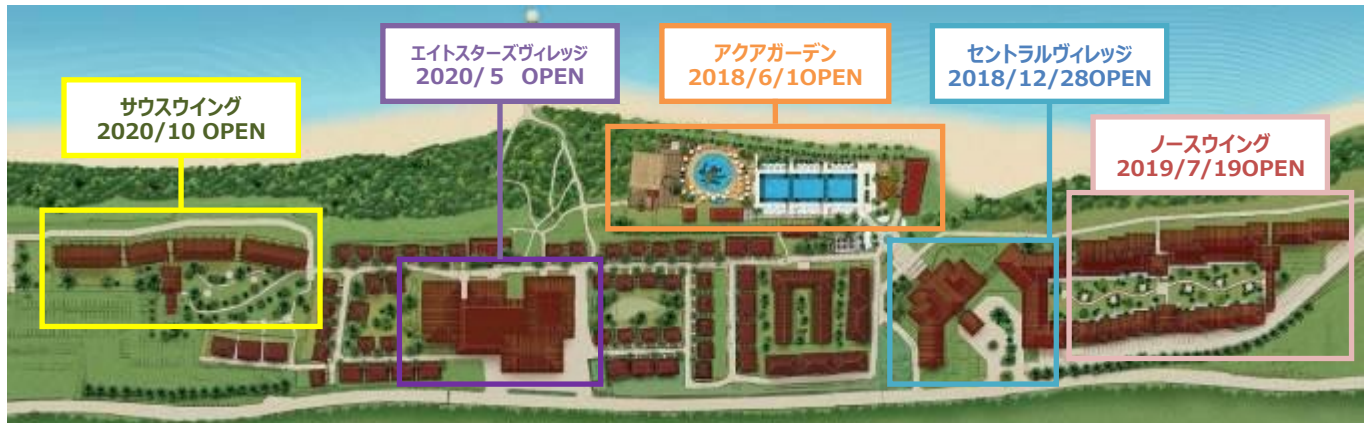 サウスウイング
2020/10 OPEN
エイトスターズヴィレッジ
2020/ 5 OPEN
アクアガーデン
2018/6/1OPEN
セントラルヴィレッジ
2018/12/28OPEN
ノースウイング
2019/7/19OPEN